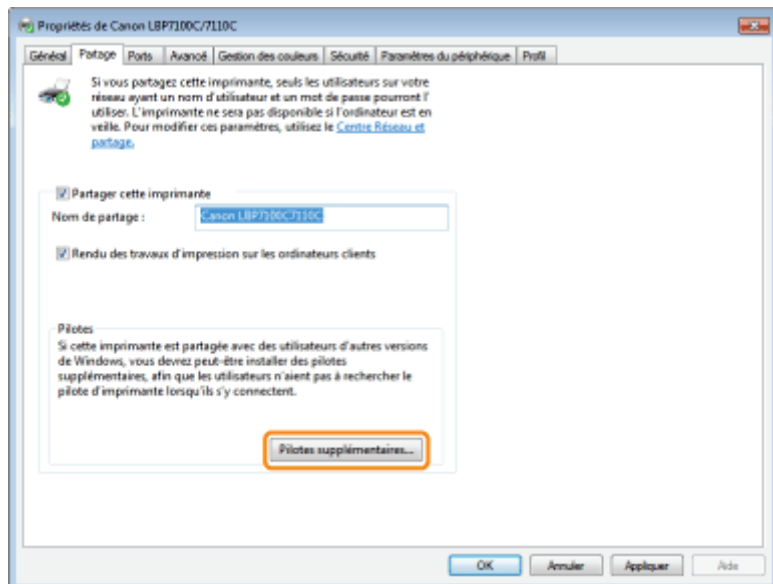 Propriétés de Canon LBP7100C/7110C
Général Partage Ports Avancé Gestion des couleurs Sécurité Paramètres du périphérique Profil
Si vous partagez cette imprimante, seuls les utilisateurs sur votre
réseau ayant un nom d'utilisateur et un mot de passe pourront l'
utiliser. L'imprimante ne sera pas disponible si l'ordinateur est en
veille. Pour modifier ces paramètres, utilisez le Centre Réseau et
partage.
Partager cette imprimante
Nom de partage : Canon LBP7100C7110C
Rendu des travaux d'impression sur les ordinateurs clients
Pilotes
Si cette imprimante est partagée avec des utilisateurs d'autres versions
de Windows, vous devrez peut-être installer des pilotes
supplémentaires, afin que les utilisateurs n'aient pas à rechercher le
pilote d'imprimante lorsqu'ils s'y connectent.
Pilotes supplémentaires...
OK Annuler Appliquer Aide